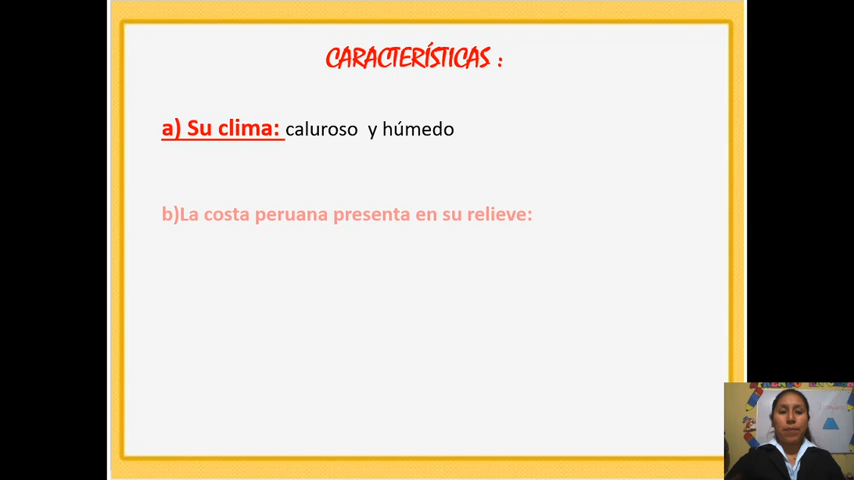 CARACTERÍSTICAS :
a) Su clima: caluroso y húmedo
b)La costa peruana presenta en su relieve: